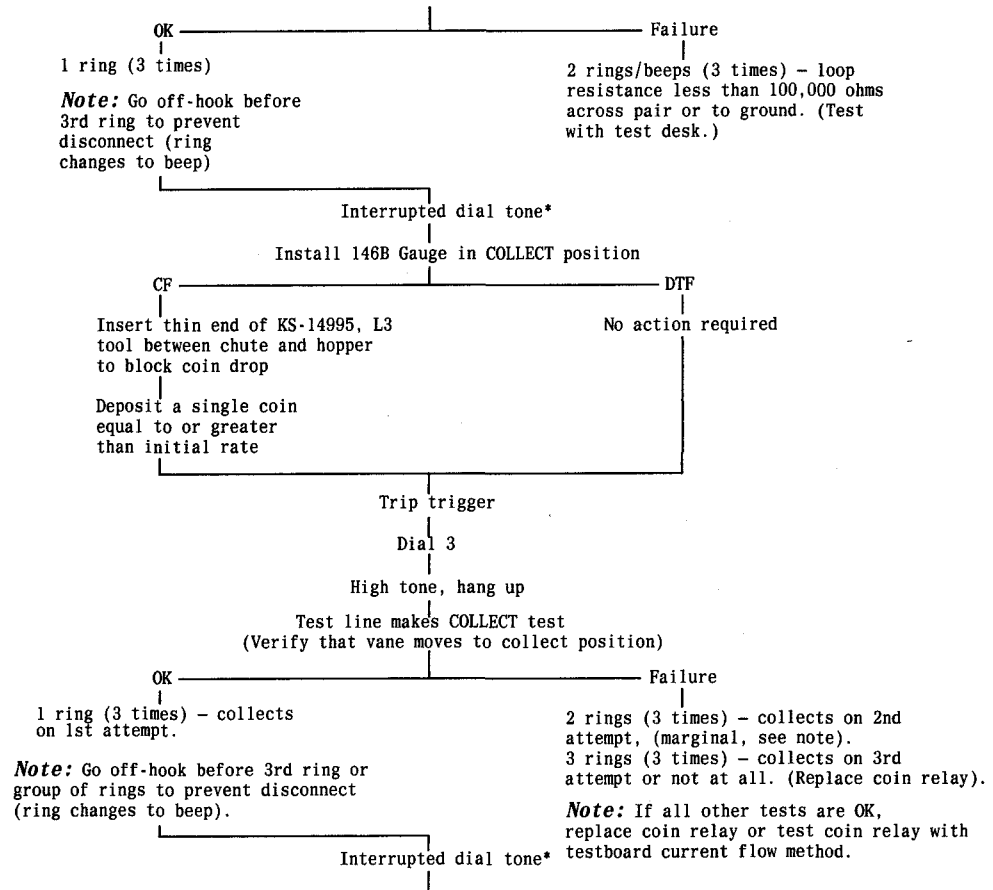 OK
Failure
1 ring (3 times)
Note: Go off-hook before
3rd ring to prevent
disconnect (ring
changes to beep)
2 rings/beeps (3 times) – loop
resistance less than 100,000 ohms
across pair or to ground. (Test
with test desk.)
Interrupted dial tone*
Install 146B Gauge in COLLECT position
CF
DTF
Insert thin end of KS-14995, L3
tool between chute and hopper
to block coin drop
No action required
Deposit a single coin
equal to or greater
than initial rate
Trip trigger
Dial 3
High tone, hang up
Test line makes COLLECT test
(Verify that vane moves to collect position)
OK
Failure
1 ring (3 times) – collects
on 1st attempt.
Note: Go off-hook before 3rd ring or
group of rings to prevent disconnect
(ring changes to beep).
2 rings (3 times) – collects on 2nd
attempt, (marginal, see note).
3 rings (3 times) – collects on 3rd
attempt or not at all. (Replace coin relay).
Note: If all other tests are OK,
replace coin relay or test coin relay with
testboard current flow method.
Interrupted dial tone*